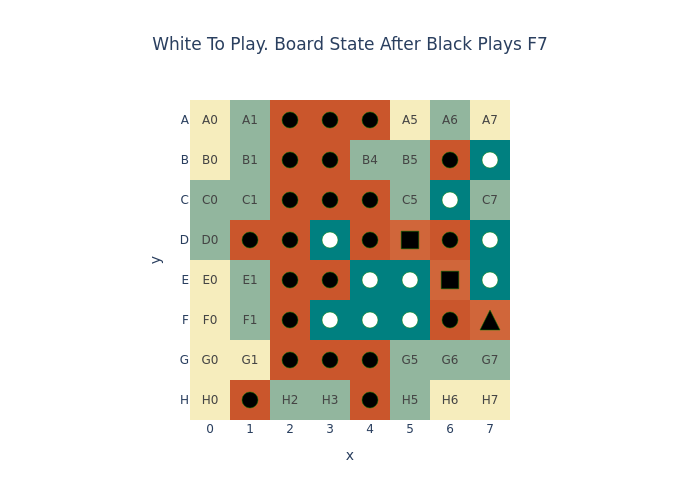 White To Play. Board State After Black Plays F7
A A0 A1 A5 A6 A7
B B0 B1 B4 B5
C C0 C1 C5 C7
D D0
E E0 E1
F F0 F1
G G0 G1 G5 G6 G7
H H0 H2 H3 H5 H6 H7
0 1 2 3 4 5 6 7
x
y